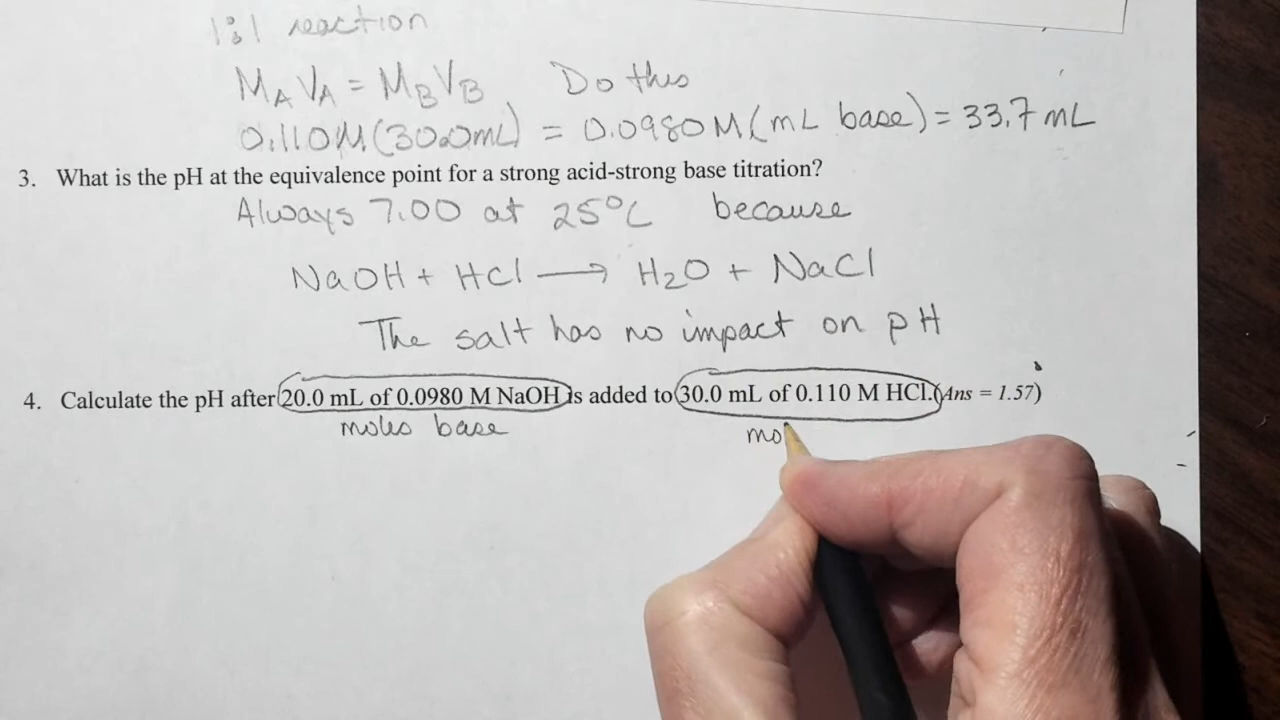 1:1 reaction
MAVA = MBVB Do this
0.110M(30.0mL) = 0.0980M(mL base) = 33.7 mL
3. What is the pH at the equivalence point for a strong acid-strong base titration?
Always 7.00 at 25°C because
NaOH + HCl → H2O + NaCl
The salt has no impact on pH
4. Calculate the pH after 20.0 mL of 0.0980 M NaOH is added to 30.0 mL of 0.110 M HCl. (Ans = 1.57)
moles base mo